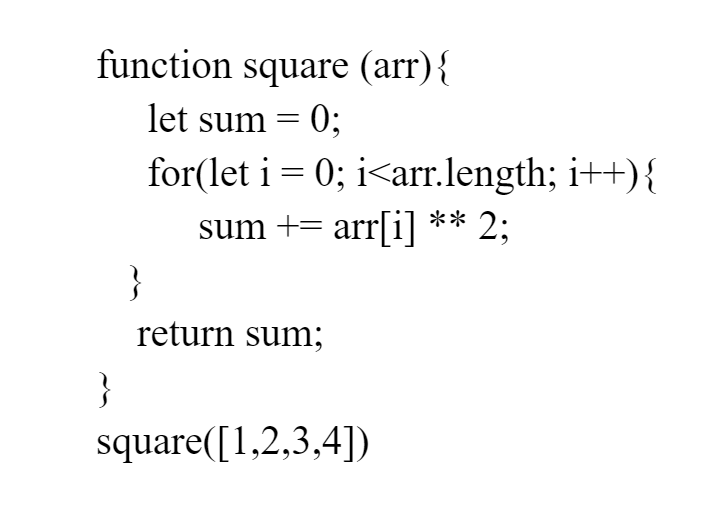 function square (arr){
let sum = 0;
for(let i = 0; i<arr.length; i++){
sum += arr[i] ** 2;
}
return sum;
}
square([1,2,3,4])